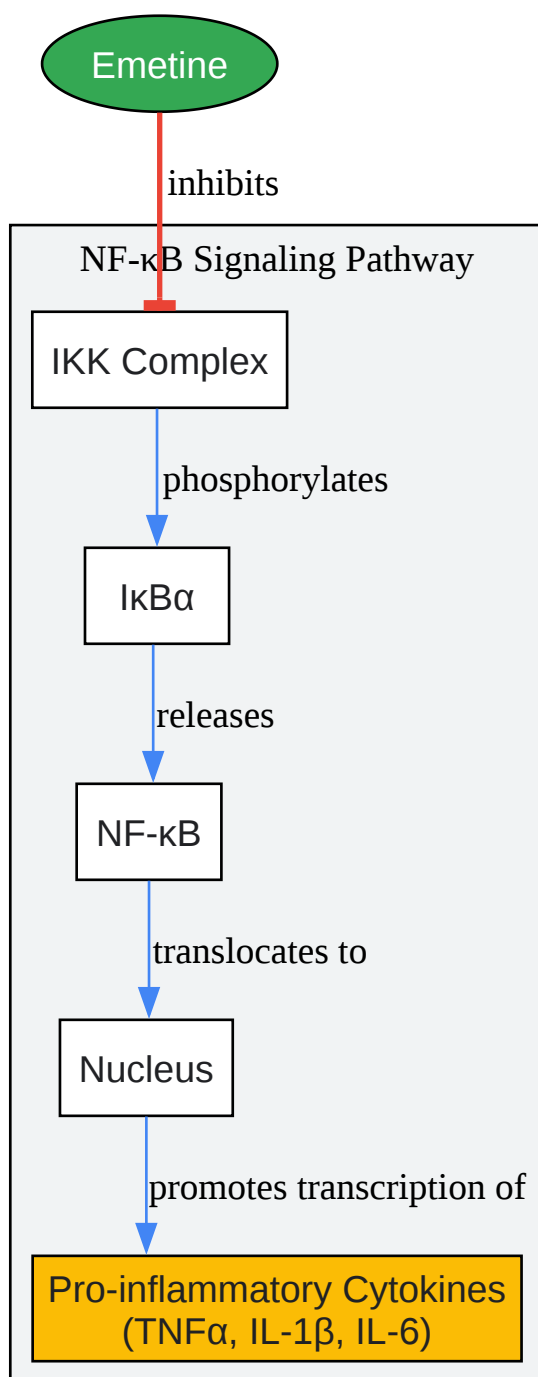 Emetine
inhibits
NF-κB Signaling Pathway
IKK Complex
phosphorylates
IκBα
releases
NF-κB
translocates to
Nucleus
promotes transcription of
Pro-inflammatory Cytokines
(TNFα, IL-1β, IL-6)